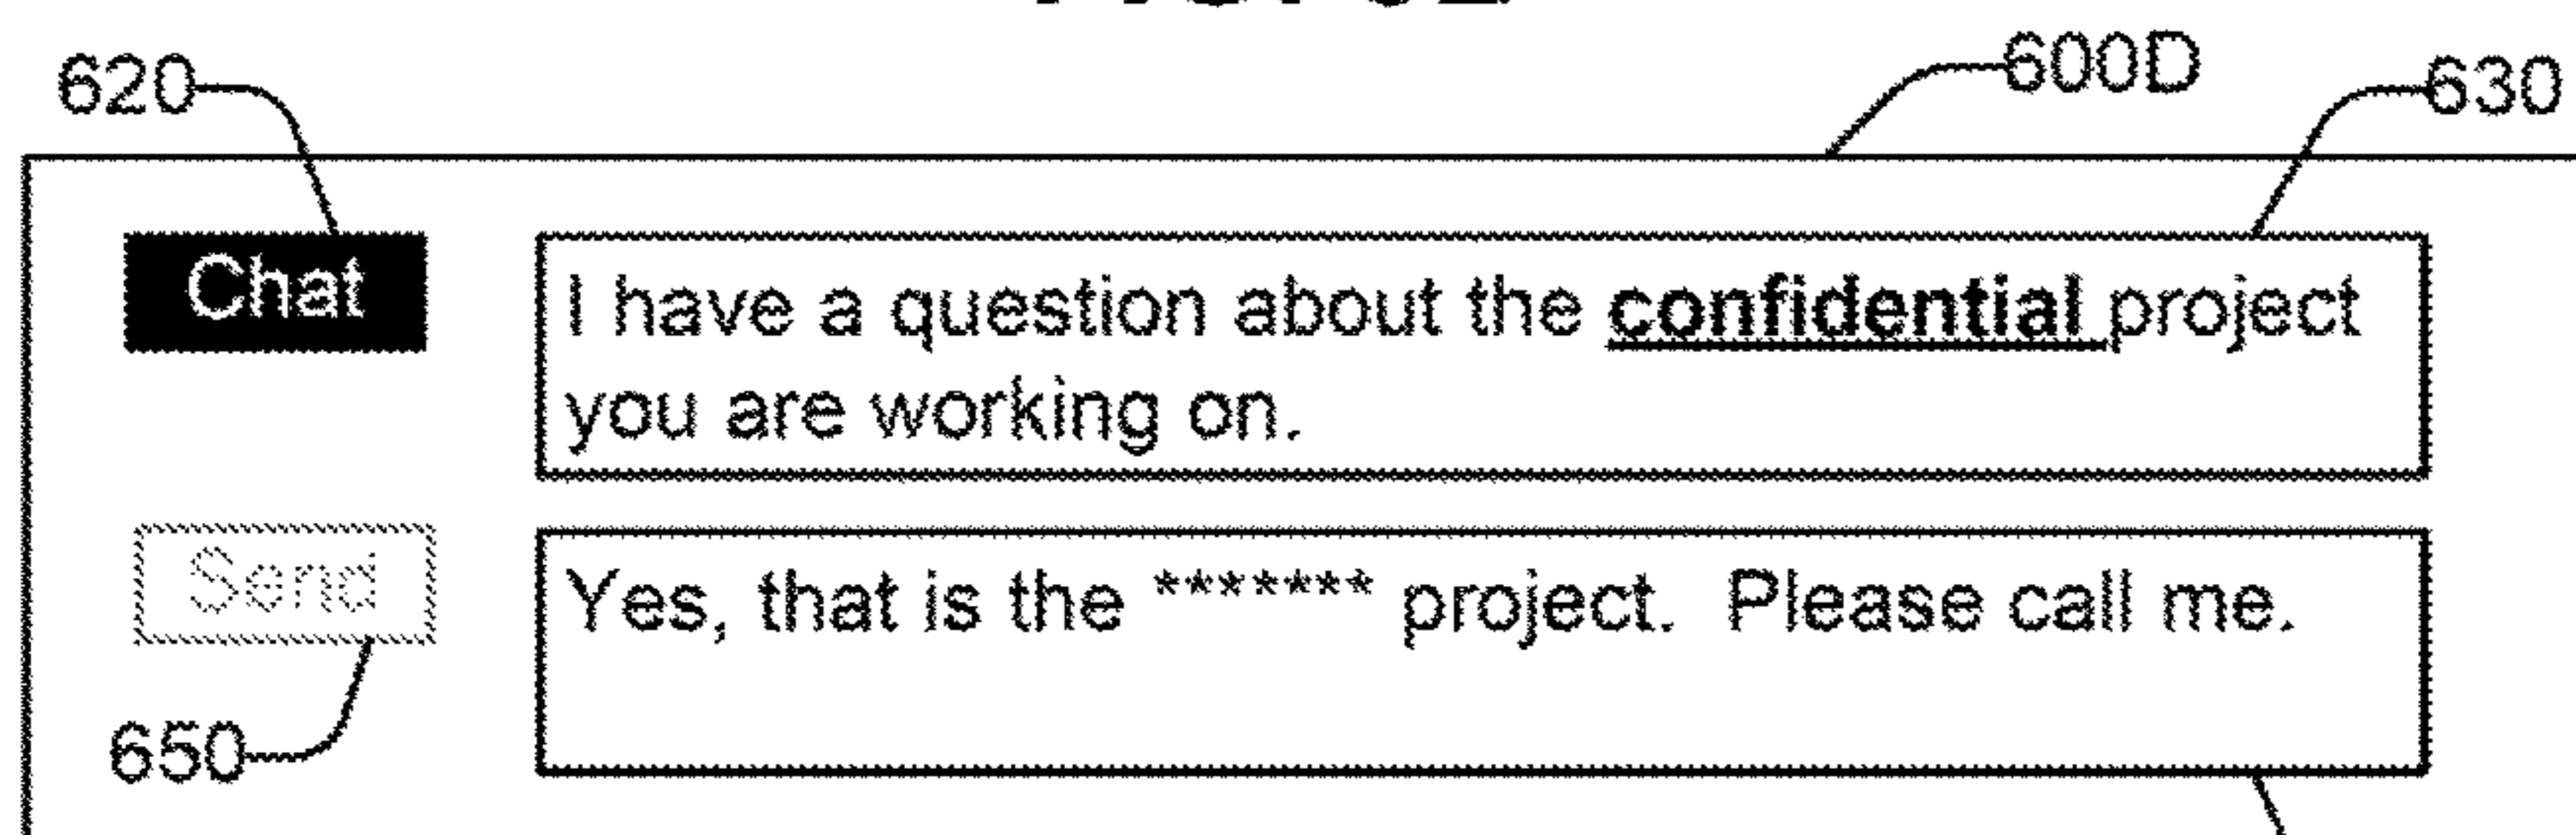 620
600D
630
Chat
I have a question about the confidential project
you are working on.
Send
Yes, that is the ******* project. Please call me.
650